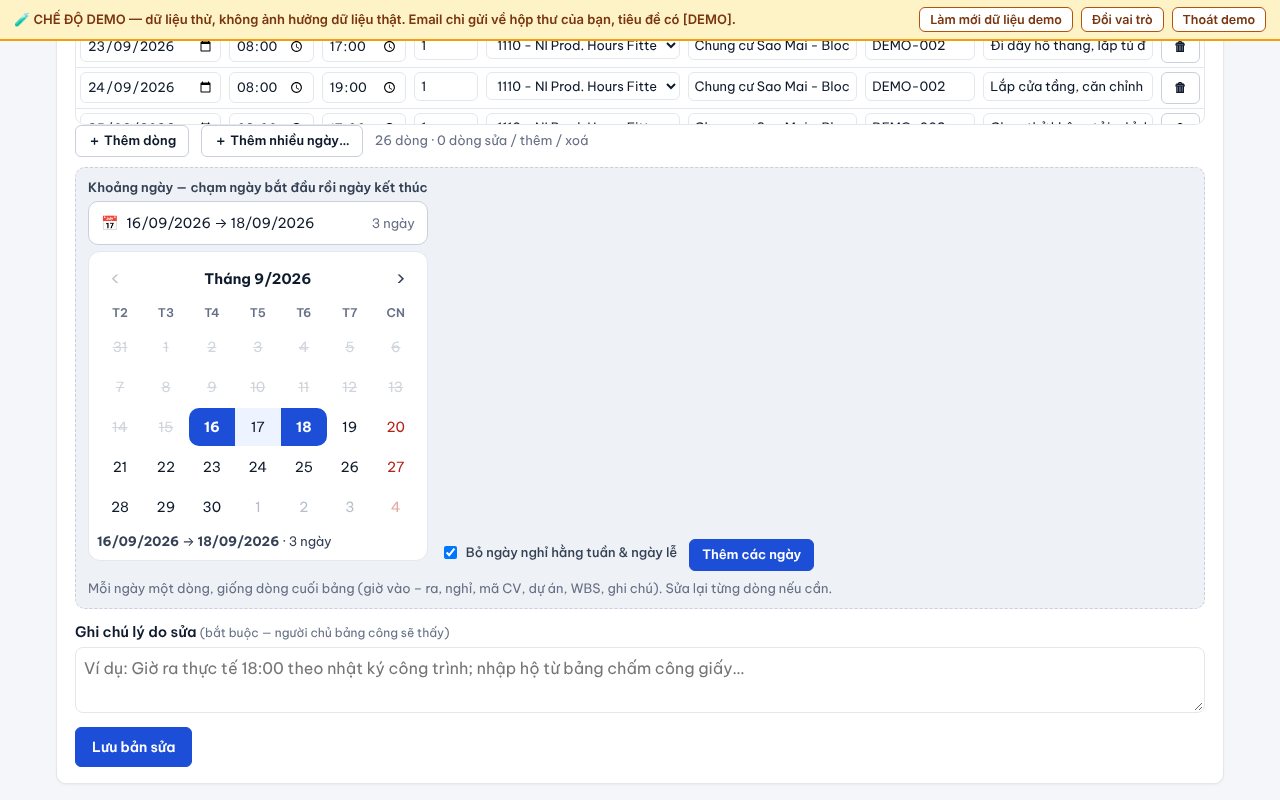 🧪 CHẾ ĐỘ DEMO — dữ liệu thử, không ảnh hưởng dữ liệu thật. Email chỉ gửi về hộp thư của bạn, tiêu đề có [DEMO]. Làm mới dữ liệu demo Đổi vai trò Thoát demo
23/09/2026 08:00 17:00 1 1110 - NI Prod. Hours Fitte Chung cư Sao Mai - Bloc DEMO-002 Đi dây hố thang, lắp tủ đ
24/09/2026 08:00 19:00 1 1110 - NI Prod. Hours Fitte Chung cư Sao Mai - Bloc DEMO-002 Lắp cửa tầng, căn chỉnh
+ Thêm dòng + Thêm nhiều ngày... 26 dòng · 0 dòng sửa / thêm / xoá
Khoảng ngày — chạm ngày bắt đầu rồi ngày kết thúc
📅 16/09/2026 → 18/09/2026 3 ngày
‹ Tháng 9/2026 ›
T2 T3 T4 T5 T6 T7 CN
31 1 2 3 4 5 6
7 8 9 10 11 12 13
14 15 16 17 18 19 20
21 22 23 24 25 26 27
28 29 30 1 2 3 4
16/09/2026 → 18/09/2026 · 3 ngày
Bỏ ngày nghỉ hằng tuần & ngày lễ Thêm các ngày
Mỗi ngày một dòng, giống dòng cuối bảng (giờ vào – ra, nghỉ, mã CV, dự án, WBS, ghi chú). Sửa lại từng dòng nếu cần.
Ghi chú lý do sửa (bắt buộc — người chủ bảng công sẽ thấy)
Ví dụ: Giờ ra thực tế 18:00 theo nhật ký công trình; nhập hộ từ bảng chấm công giấy...
Lưu bản sửa